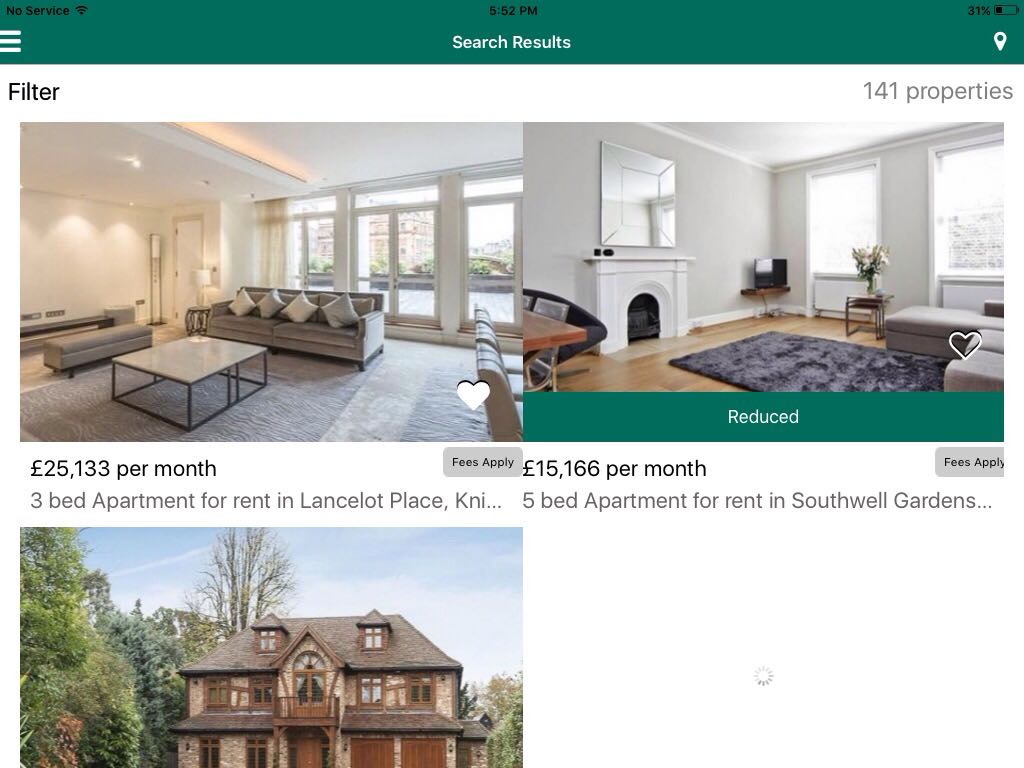 No Service 5:52 PM 31%
Search Results
Filter 141 properties
Reduced
£25,133 per month Fees Apply
3 bed Apartment for rent in Lancelot Place, Kni...
£15,166 per month Fees Apply
5 bed Apartment for rent in Southwell Gardens...